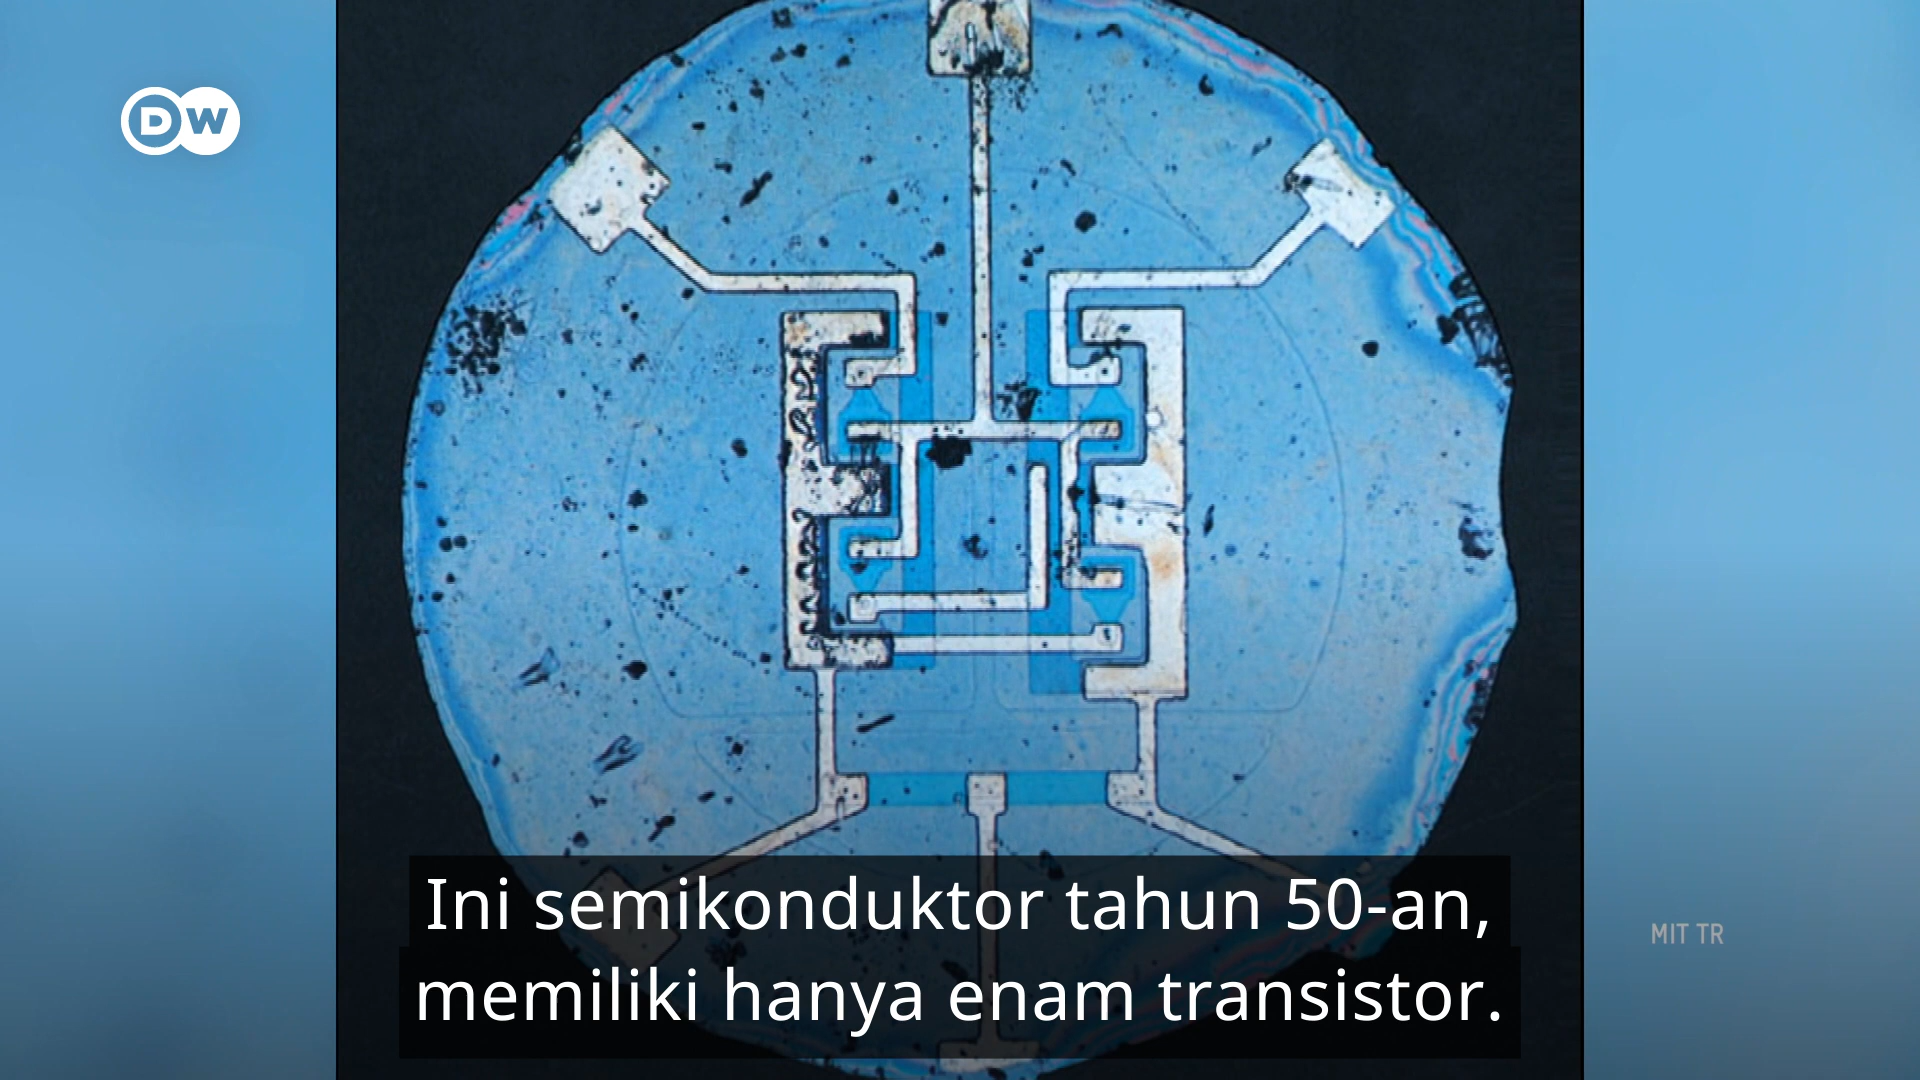 DW
Ini semikonduktor tahun 50-an,
memiliki hanya enam transistor.
MIT TR